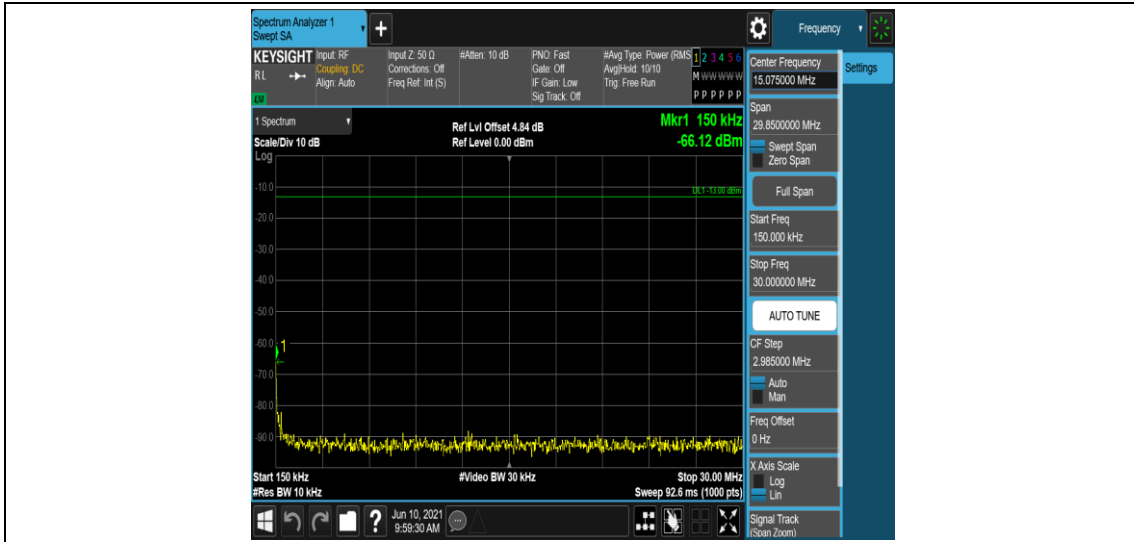 Spectrum Analyzer 1
Swept SA
Frequency
KEYSIGHT
RL
LXI
Input: RF
Coupling: DC
Align: Auto
Input Z: 50 Ω
Corrections: Off
Freq Ref: Int (S)
#Atten: 10 dB
PNO: Fast
Gate: Off
IF Gain: Low
Sig Track: Off
#Avg Type: Power (RMS
Avg|Hold: 10/10
Trig: Free Run
1 2 3 4 5 6
M W W W W W
P P P P P P
1 Spectrum
Scale/Div 10 dB
Log
Ref Lvl Offset 4.84 dB
Ref Level 0.00 dBm
Mkr1 150 kHz
-66.12 dBm
DL1 -13.00 dBm
-10.0
-20.0
-30.0
-40.0
-50.0
-60.0
1
-70.0
-80.0
-90.0
Start 150 kHz
#Res BW 10 kHz
#Video BW 30 kHz
Stop 30.00 MHz
Sweep 92.6 ms (1000 pts)
Center Frequency
15.075000 MHz
Settings
Span
29.8500000 MHz
Swept Span
Zero Span
Full Span
Start Freq
150.000 kHz
Stop Freq
30.000000 MHz
AUTO TUNE
CF Step
2.985000 MHz
Auto
Man
Freq Offset
0 Hz
X Axis Scale
Log
Lin
Signal Track
(Span Zoom)
?
Jun 10, 2021
9:59:30 AM